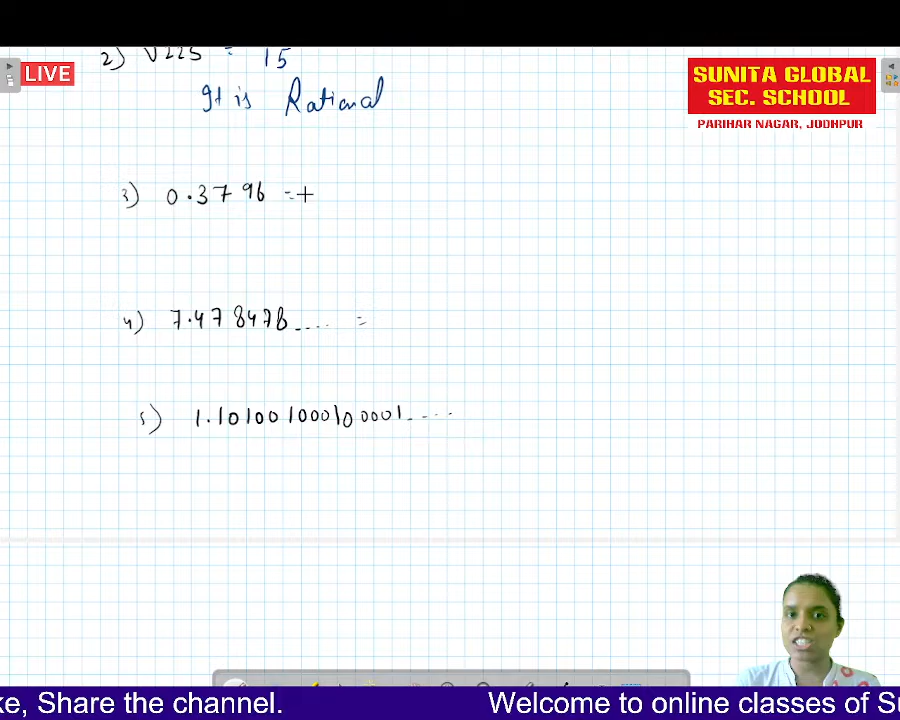 2) √225 = 15
LIVE
SUNITA GLOBAL
SEC. SCHOOL
PARIHAR NAGAR, JODHPUR
It is Rational
3) 0.3796 =+
4) 7.478478.... =
5) 1.101001000100001....
ke, Share the channel. Welcome to online classes of Su